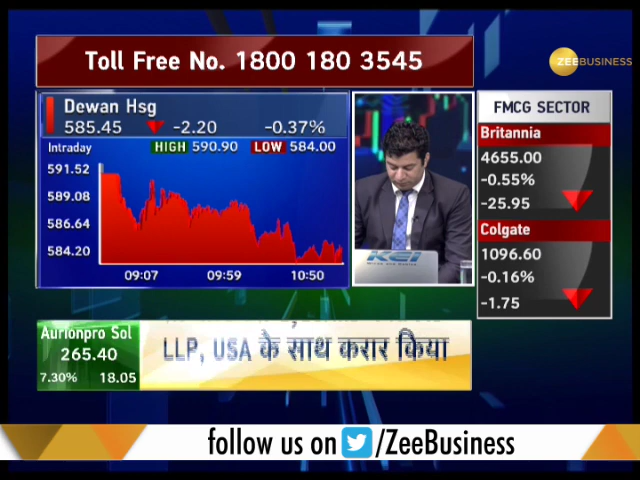 Toll Free No. 1800 180 3545
ZEEBUSINESS
Dewan Hsg
585.45 -2.20 -0.37%
Intraday HIGH 590.90 LOW 584.00
591.52
589.08
586.64
584.20
09:07 09:59 10:50
KEI
FMCG SECTOR
Britannia
4655.00
-0.55%
-25.95
Colgate
1096.60
-0.16%
-1.75
Aurionpro Sol
265.40
7.30% 18.05
LLP, USA के साथ करार किया
follow us on /ZeeBusiness